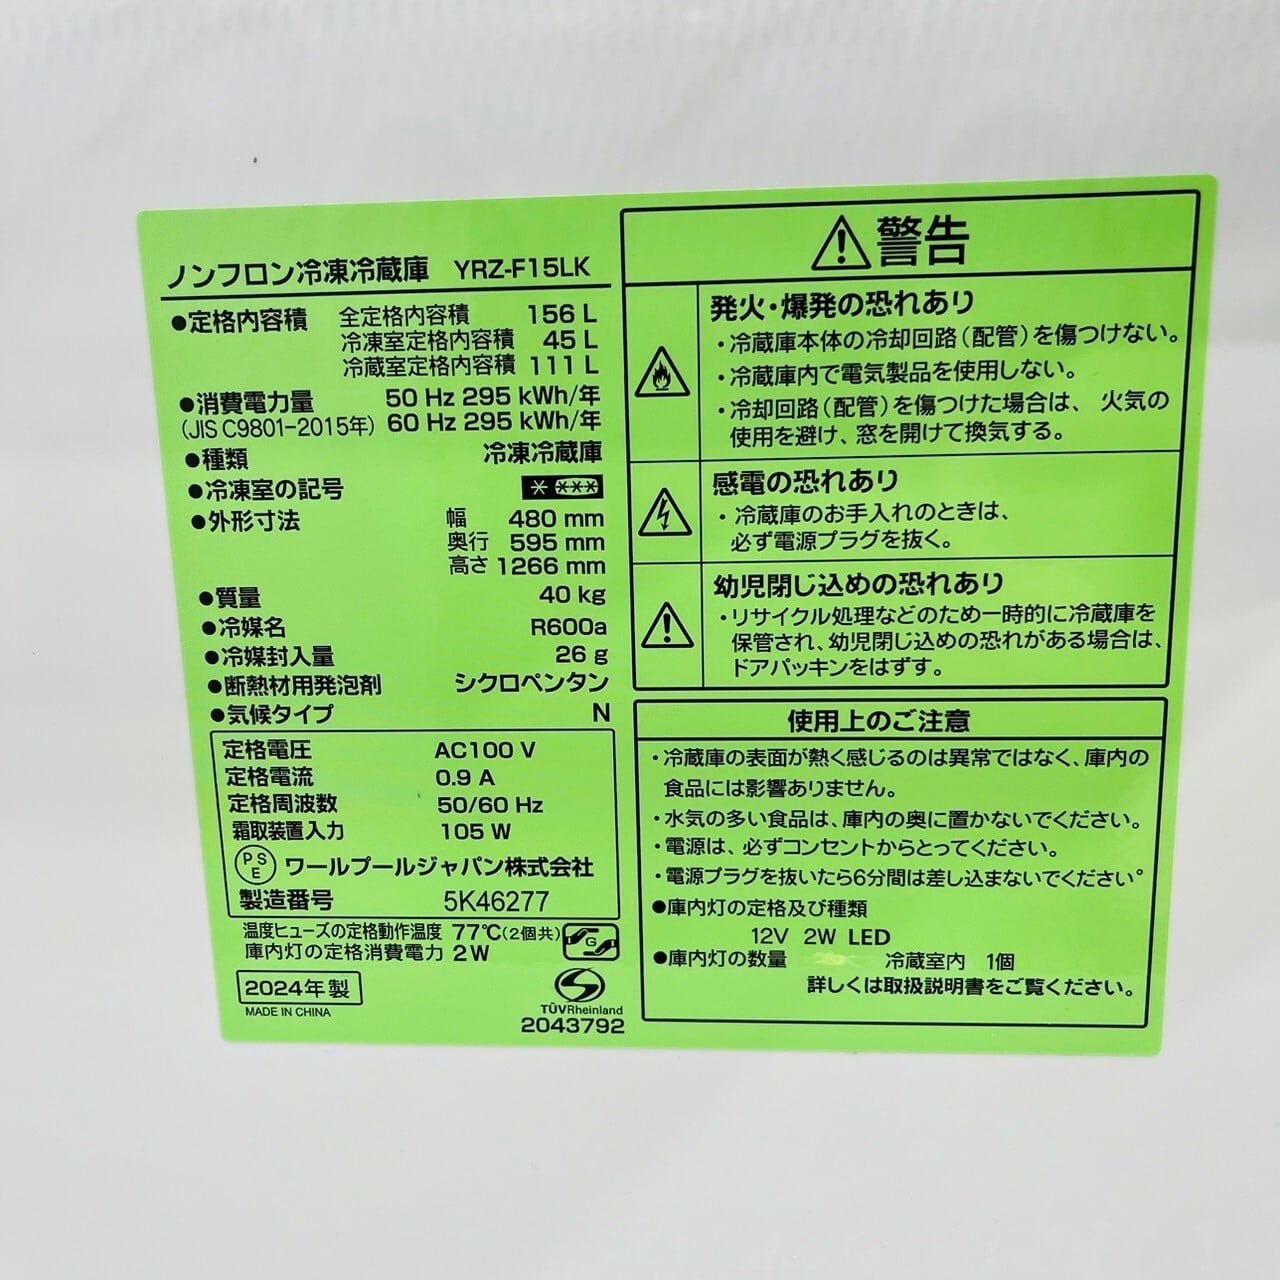 ノンフロン冷凍冷蔵庫 YRZ-F15LK
●定格内容積 全定格内容積 156 L
冷凍室定格内容積 45 L
冷蔵室定格内容積 111 L
●消費電力量 50 Hz 295 kWh/年
(JIS C9801-2015年) 60 Hz 295 kWh/年
●種類 冷凍冷蔵庫
●冷凍室の記号
●外形寸法 幅 480 mm
奥行 595 mm
高さ 1266 mm
●質量 40 kg
●冷媒名 R600a
●冷媒封入量 26 g
●断熱材用発泡剤 シクロペンタン
●気候タイプ N
定格電圧 AC100 V
定格電流 0.9 A
定格周波数 50/60 Hz
霜取装置入力 105 W
PSE ワールプールジャパン株式会社
製造番号 5K46277
温度ヒューズの定格動作温度 77℃(2個共)
庫内灯の定格消費電力 2W
G
2024年製
MADE IN CHINA
TÜVRheinland
2043792
警告
発火・爆発の恐れあり
・冷蔵庫本体の冷却回路(配管)を傷つけない。
・冷蔵庫内で電気製品を使用しない。
・冷却回路(配管)を傷つけた場合は、火気の
使用を避け、窓を開けて換気する。
感電の恐れあり
・冷蔵庫のお手入れのときは、
必ず電源プラグを抜く。
幼児閉じ込めの恐れあり
・リサイクル処理などのため一時的に冷蔵庫を
保管され、幼児閉じ込めの恐れがある場合は、
ドアパッキンをはずす。
使用上のご注意
・冷蔵庫の表面が熱く感じるのは異常ではなく、庫内の
食品には影響ありません。
・水気の多い食品は、庫内の奥に置かないでください。
・電源は、必ずコンセントからとってください。
・電源プラグを抜いたら6分間は差し込まないでください。
●庫内灯の定格及び種類
12V 2W LED
●庫内灯の数量 冷蔵室内 1個
詳しくは取扱説明書をご覧ください。